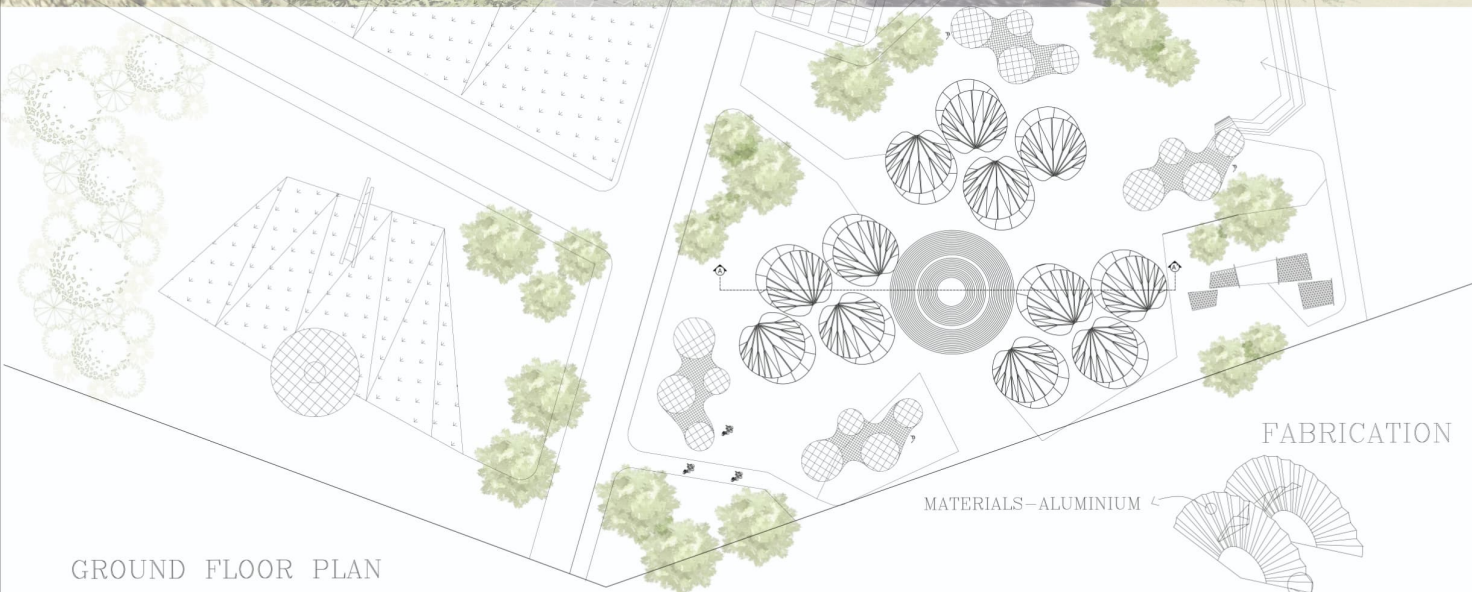 A
A
FABRICATION
MATERIALS-ALUMINIUM
GROUND FLOOR PLAN